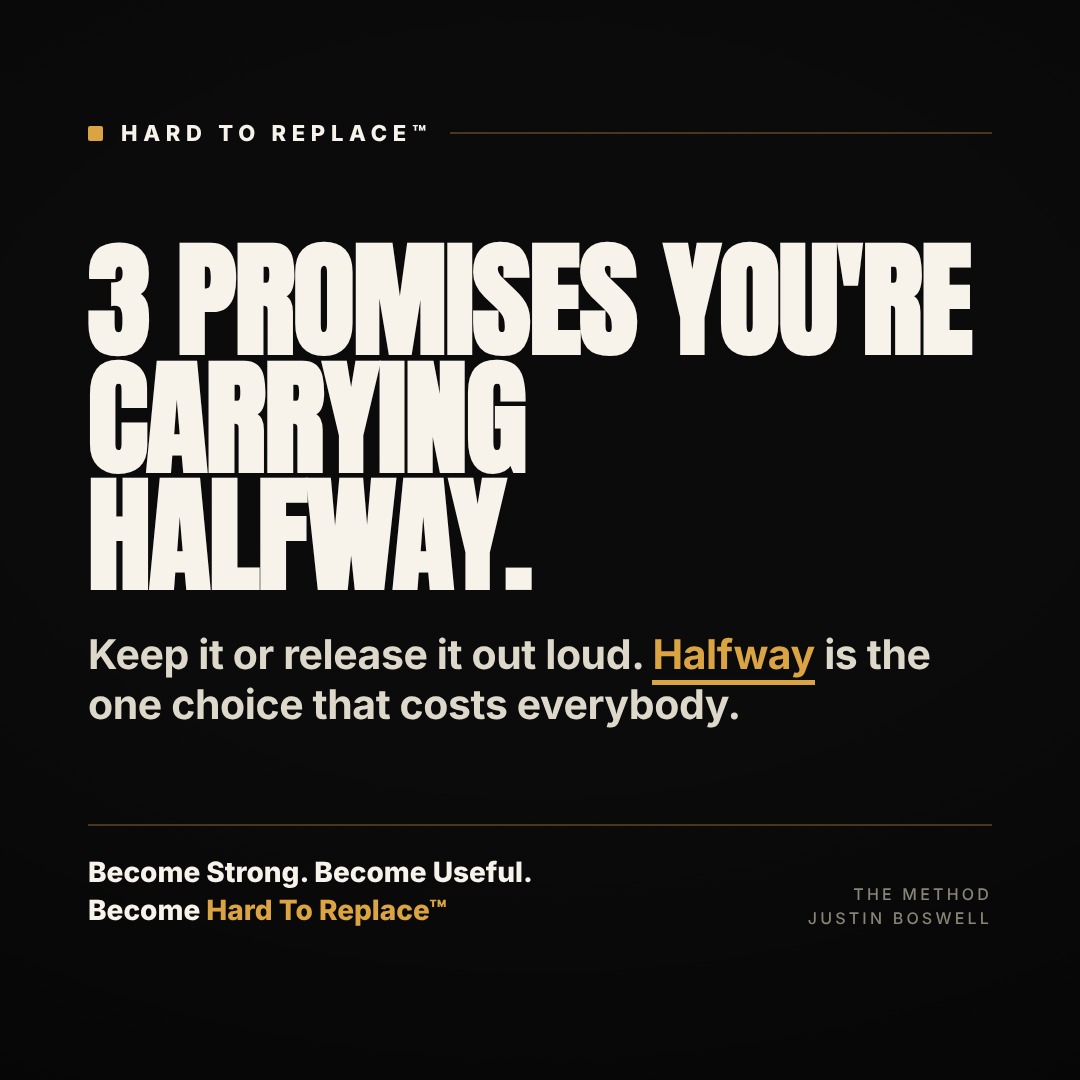 HARD TO REPLACE™
3 PROMISES YOU'RE
CARRYING
HALFWAY.
Keep it or release it out loud. Halfway is the
one choice that costs everybody.
Become Strong. Become Useful.
Become Hard To Replace™
THE METHOD
JUSTIN BOSWELL